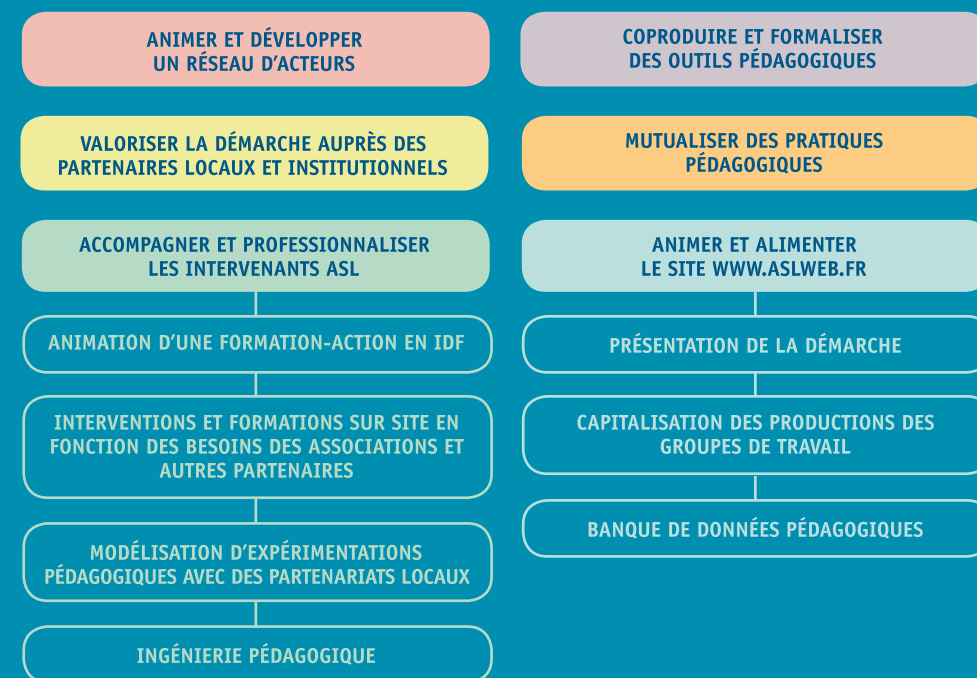 ANIMER ET DÉVELOPPER
UN RÉSEAU D'ACTEURS
COPRODUIRE ET FORMALISER
DES OUTILS PÉDAGOGIQUES
VALORISER LA DÉMARCHE AUPRÈS DES
PARTENAIRES LOCAUX ET INSTITUTIONNELS
MUTUALISER DES PRATIQUES
PÉDAGOGIQUES
ACCOMPAGNER ET PROFESSIONNALISER
LES INTERVENANTS ASL
ANIMATION D'UNE FORMATION-ACTION EN IDF
INTERVENTIONS ET FORMATIONS SUR SITE EN
FONCTION DES BESOINS DES ASSOCIATIONS ET
AUTRES PARTENAIRES
MODÉLISATION D'EXPÉRIMENTATIONS
PÉDAGOGIQUES AVEC DES PARTENARIATS LOCAUX
INGÉNIERIE PÉDAGOGIQUE
ANIMER ET ALIMENTER
LE SITE WWW.ASLWEB.FR
PRÉSENTATION DE LA DÉMARCHE
CAPITALISATION DES PRODUCTIONS DES
GROUPES DE TRAVAIL
BANQUE DE DONNÉES PÉDAGOGIQUES